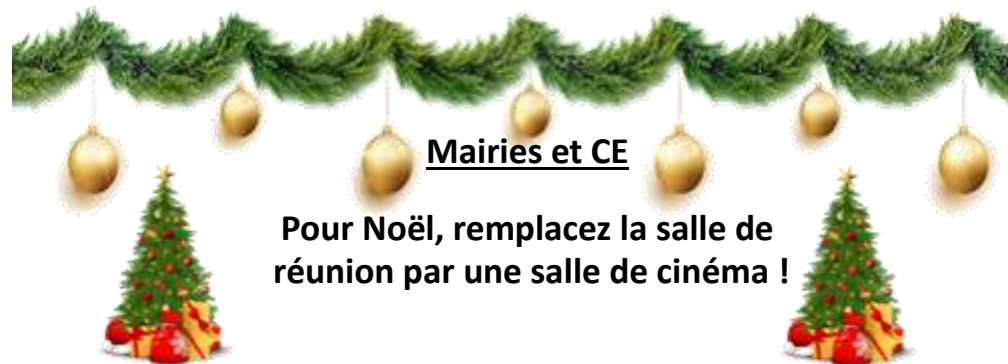 Mairies et CE
Pour Noël, remplacez la salle de
réunion par une salle de cinéma !